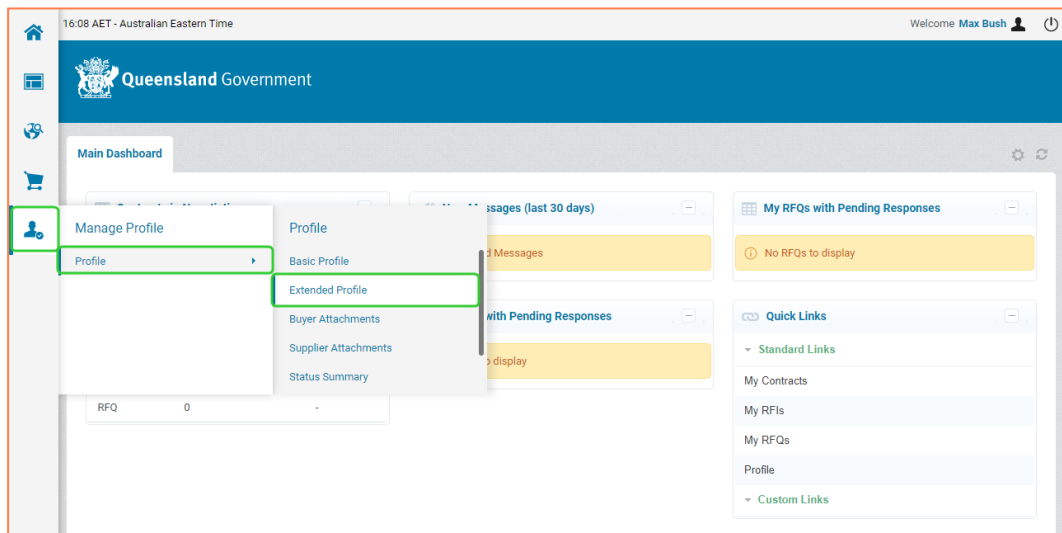 16:08 AET - Australian Eastern Time
Welcome Max Bush
Queensland Government
Main Dashboard
Messages (last 30 days)
My RFQs with Pending Responses
Manage Profile
Profile
Profile
Basic Profile
Messages
No RFQs to display
Extended Profile
Buyer Attachments
with Pending Responses
Quick Links
Supplier Attachments
display
Standard Links
Status Summary
My Contracts
RFQ 0 -
My RFIs
My RFQs
Profile
Custom Links